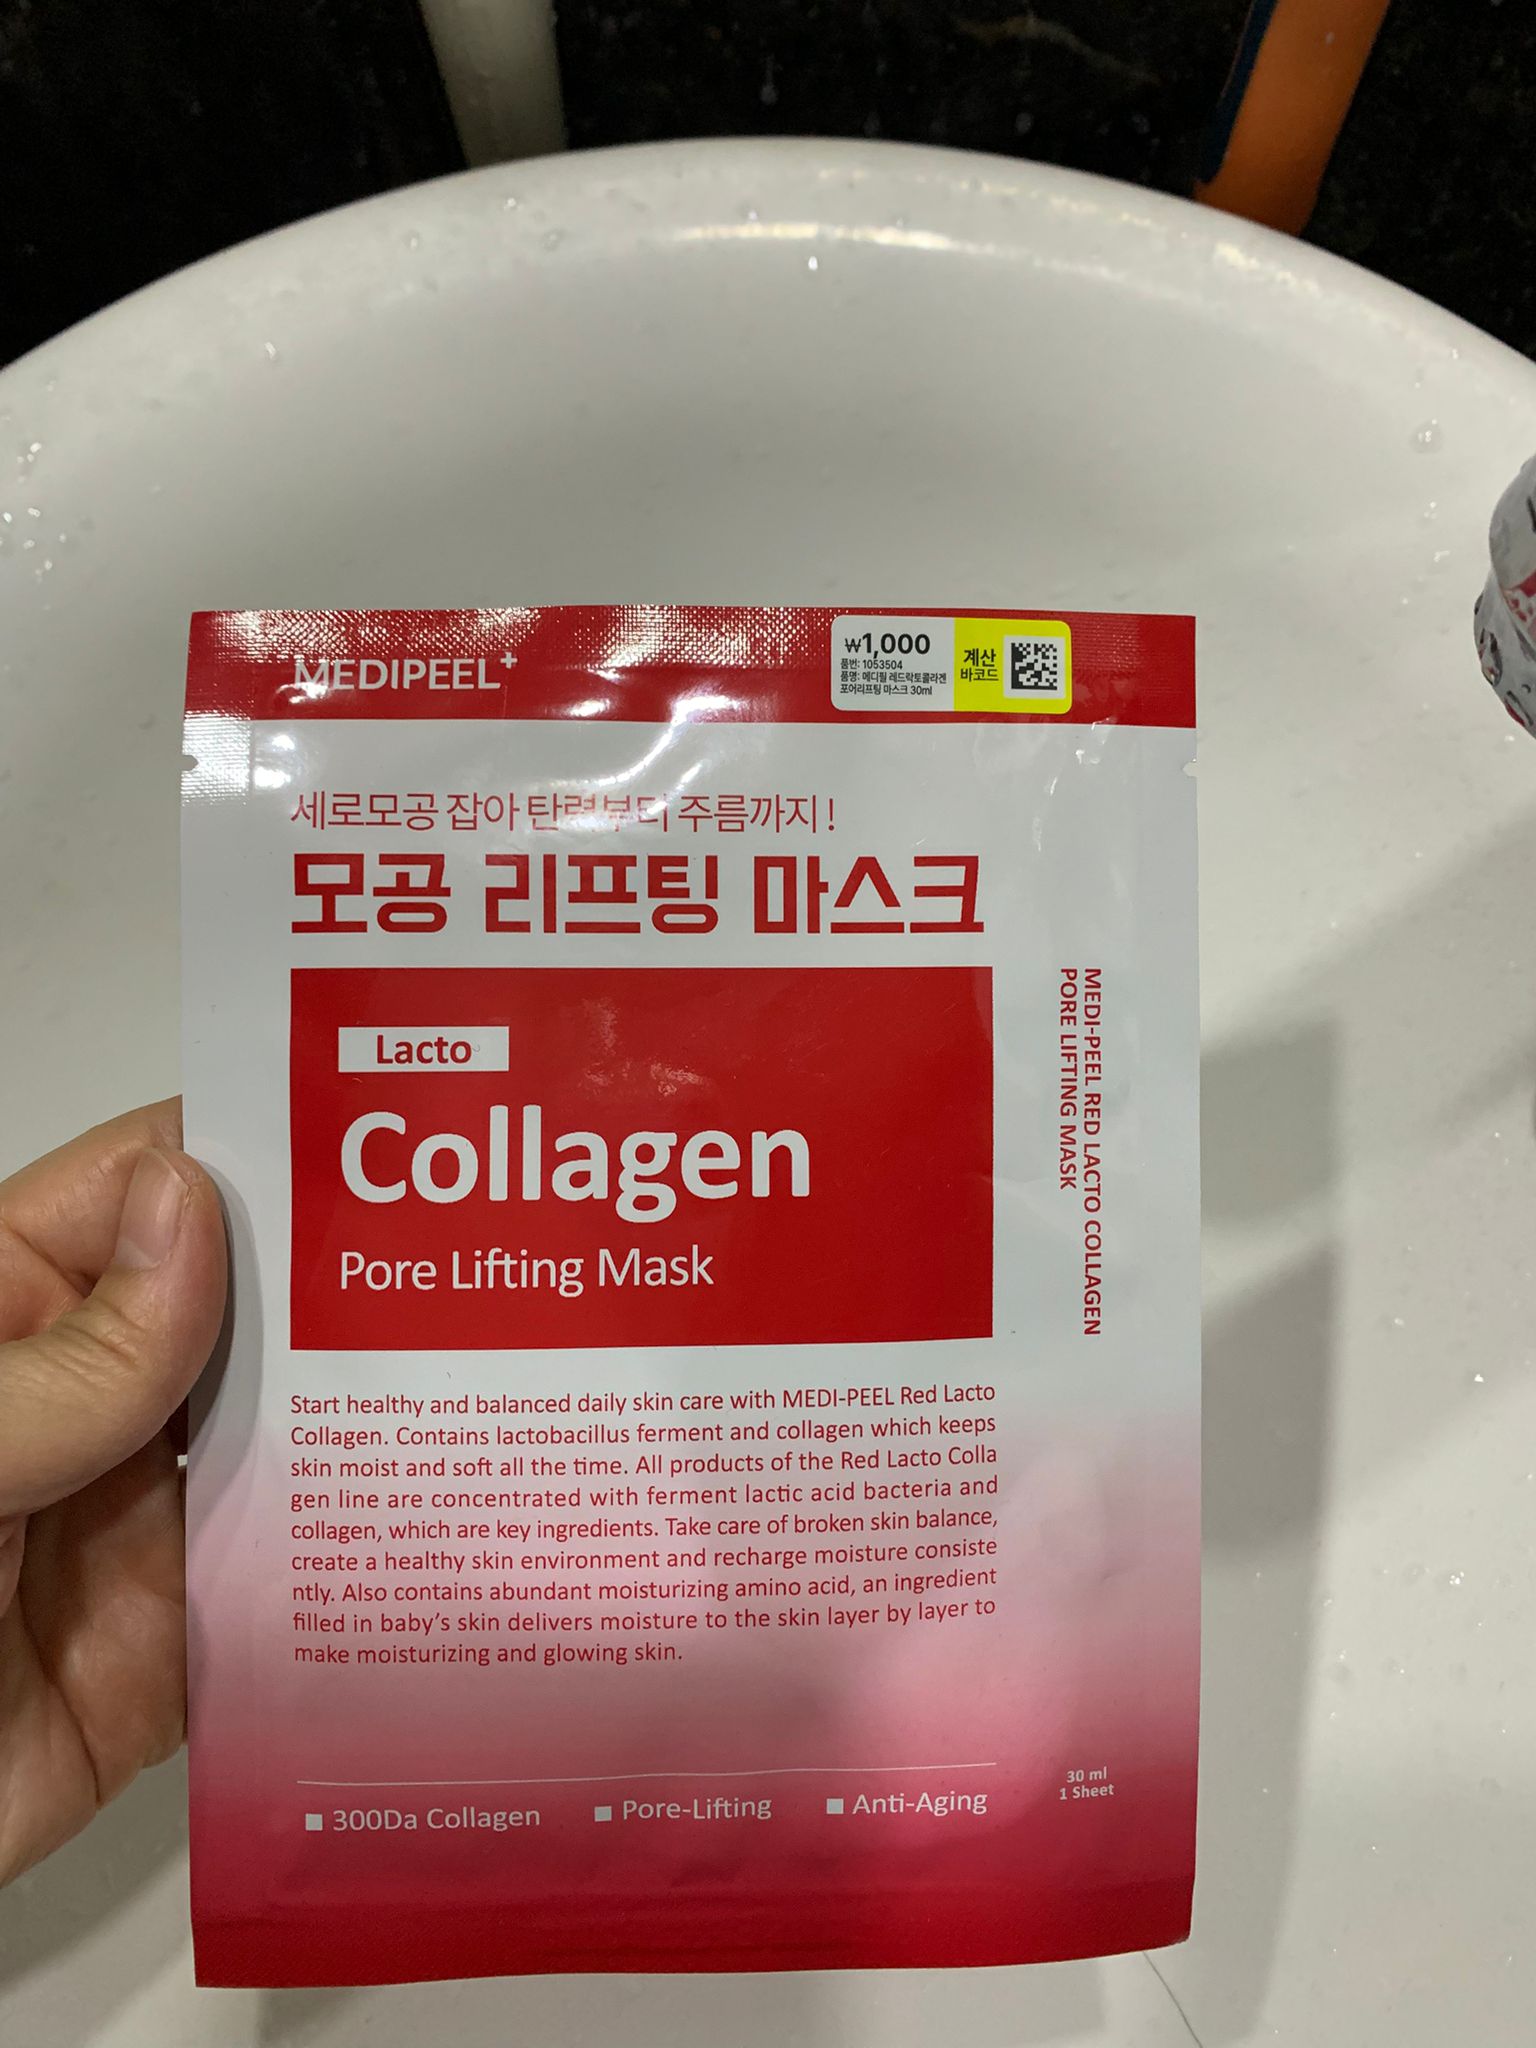 MEDIPEEL+
₩1,000
품번: 1053504
품명: 메디필 레드락토콜라겐
포어리프팅 마스크 30ml
계산
바코드
세로모공 잡아 탄력부터 주름까지!
모공 리프팅 마스크
Lacto
Collagen
Pore Lifting Mask
MEDI-PEEL RED LACTO COLLAGEN
PORE LIFTING MASK
Start healthy and balanced daily skin care with MEDI-PEEL Red Lacto
Collagen. Contains lactobacillus ferment and collagen which keeps
skin moist and soft all the time. All products of the Red Lacto Colla
gen line are concentrated with ferment lactic acid bacteria and
collagen, which are key ingredients. Take care of broken skin balance,
create a healthy skin environment and recharge moisture consiste
ntly. Also contains abundant moisturizing amino acid, an ingredient
filled in baby's skin delivers moisture to the skin layer by layer to
make moisturizing and glowing skin.
30 ml
1 Sheet
300Da Collagen
Pore-Lifting
Anti-Aging